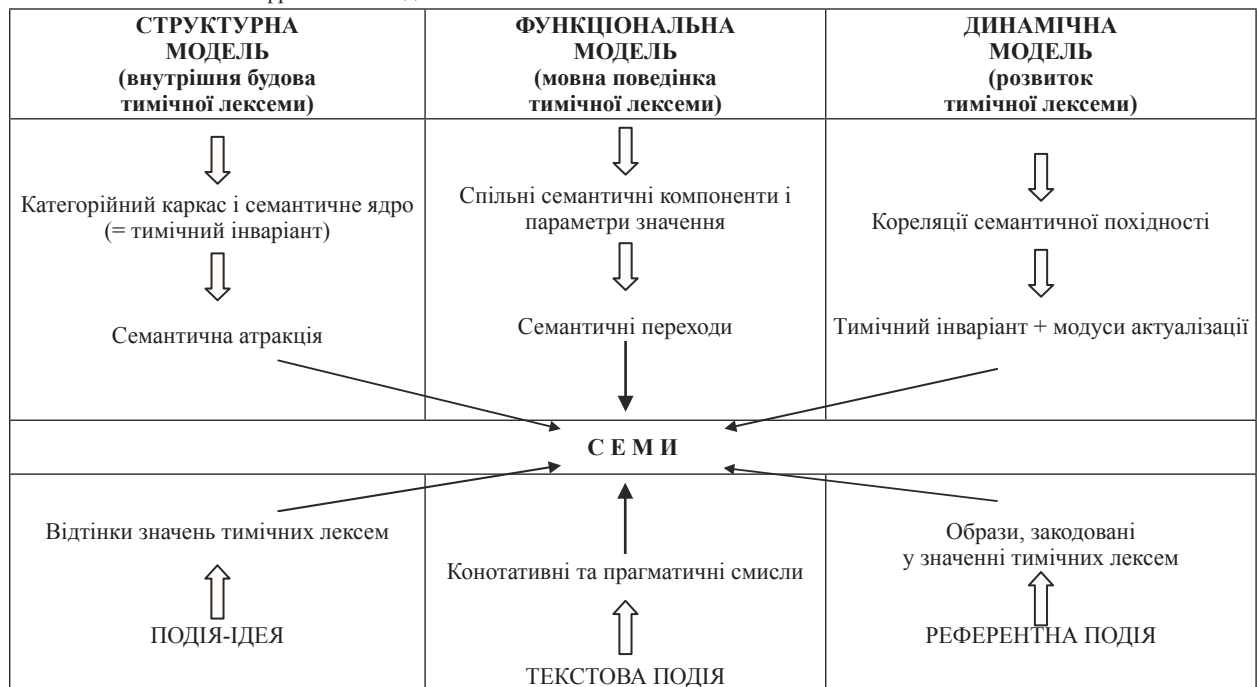 СТРУКТУРНА
МОДЕЛЬ
(внутрішня будова
тимічної лексеми)
ФУНКЦІОНАЛЬНА
МОДЕЛЬ
(мовна поведінка
тимічної лексеми)
ДИНАМІЧНА
МОДЕЛЬ
(розвиток
тимічної лексеми)
Категорійний каркас і семантичне ядро
(= тимічний інваріант)
Спільні семантичні компоненти і
параметри значення
Кореляції семантичної похідності
Семантична атракція
Семантичні переходи
Тимічний інваріант + модуси актуалізації
С Е М И
Відтінки значень тимічних лексем
Конотативні та прагматичні смисли
Образи, закодовані
у значенні тимічних лексем
ПОДІЯ-ІДЕЯ
ТЕКСТОВА ПОДІЯ
РЕФЕРЕНТНА ПОДІЯ